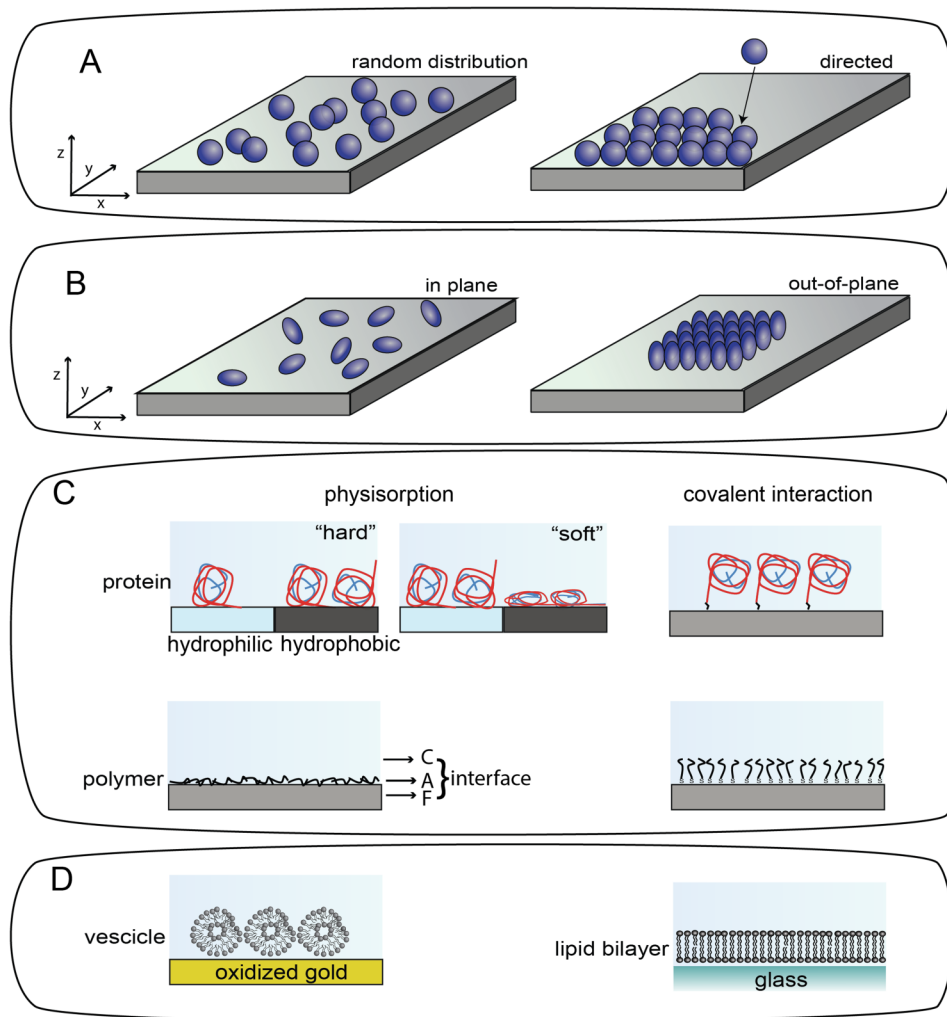 A
random distribution
directed
z
y
x
B
in plane
out-of-plane
z
y
x
C
physisorption
covalent interaction
“hard”
“soft”
protein
hydrophilic
hydrophobic
polymer
C
A
F
}interface
s s s s s s s s s s s s s s s
D
vescicle
oxidized gold
lipid bilayer
glass